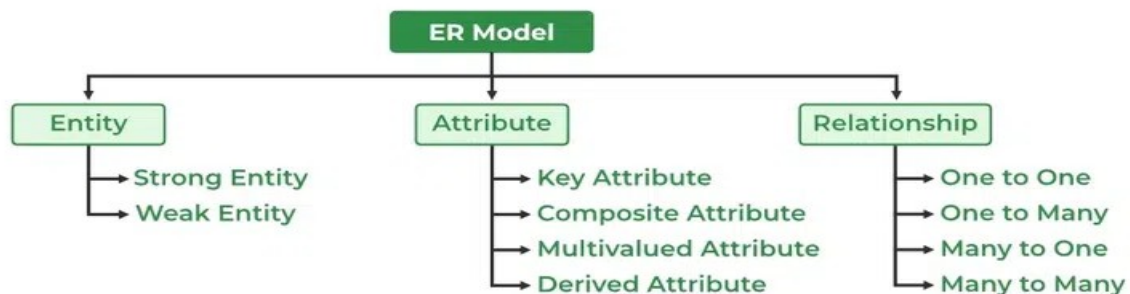 ER Model
Entity
Strong Entity
Weak Entity
Attribute
Key Attribute
Composite Attribute
Multivalued Attribute
Derived Attribute
Relationship
One to One
One to Many
Many to One
Many to Many